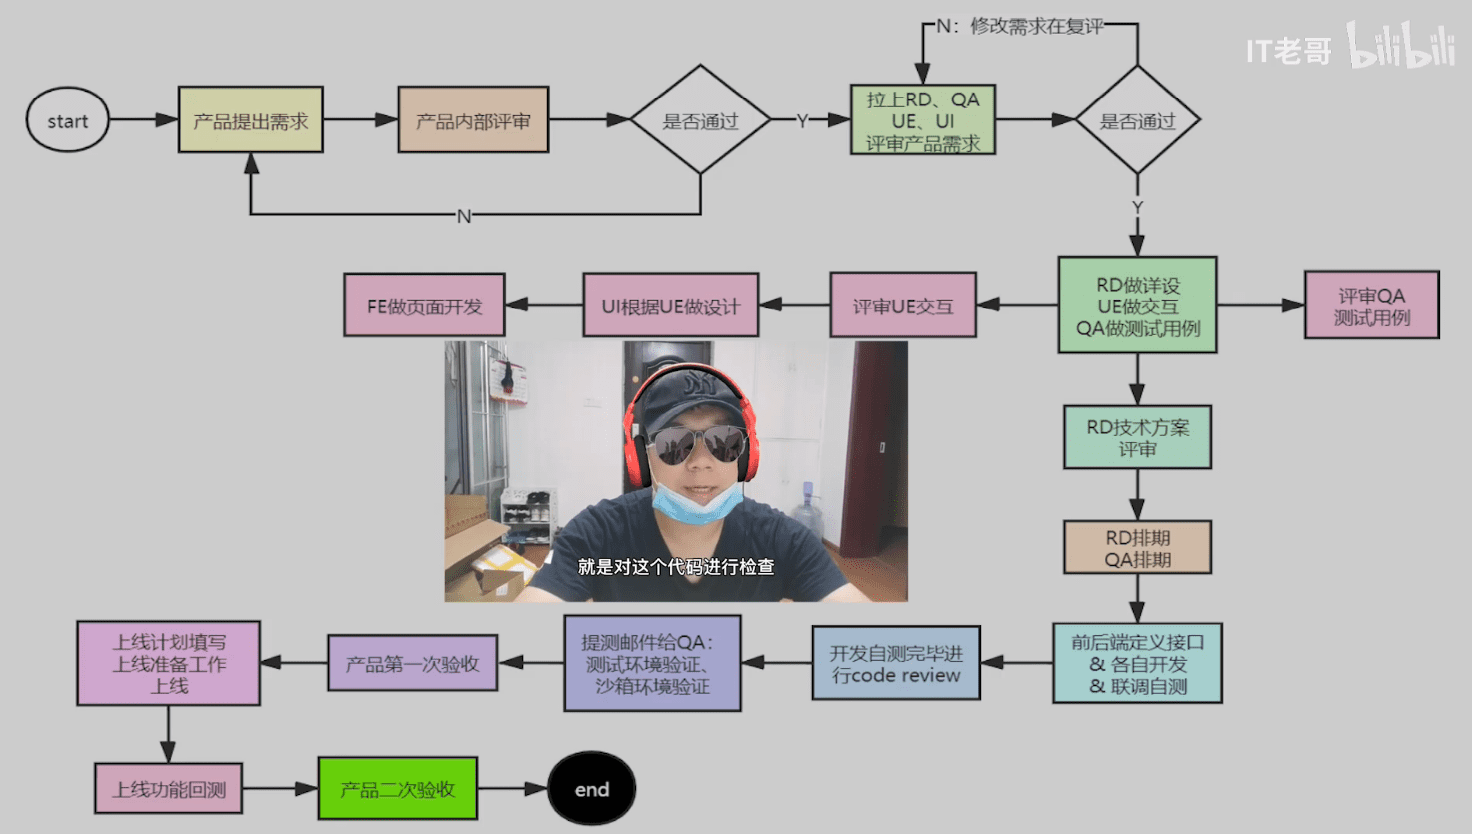 N：修改需求在复评
IT老哥 bilibili
start
产品提出需求
产品内部评审
是否通过
Y
拉上RD、QA
UE、UI
评审产品需求
是否通过
N
Y
FE做页面开发
UI根据UE做设计
评审UE交互
RD做详设
UE做交互
QA做测试用例
评审QA
测试用例
RD技术方案
评审
RD排期
QA排期
就是对这个代码进行检查
上线计划填写
上线准备工作
上线
产品第一次验收
提测邮件给QA：
测试环境验证、
沙箱环境验证
开发自测完毕进
行code review
前后端定义接口
& 各自开发
& 联调自测
上线功能回测
产品二次验收
end